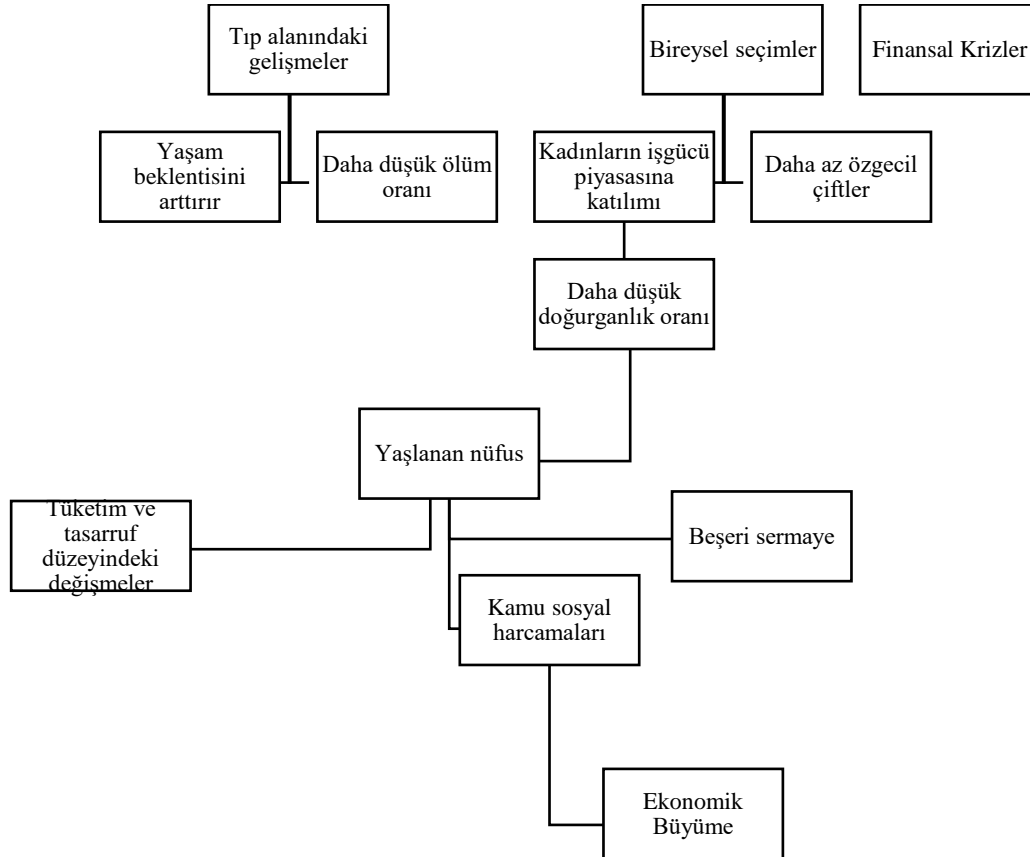 Tıp alanındaki
gelişmeler
Bireysel seçimler
Finansal Krizler
Yaşam
beklentisini
arttırır
Daha düşük ölüm
oranı
Kadınların işgücü
piyasasına
katılımı
Daha az özgecil
çiftler
Daha düşük
doğurganlık oranı
Yaşlanan nüfus
Tüketim ve
tasarruf
düzeyindeki
değişmeler
Beşeri sermaye
Kamu sosyal
harcamaları
Ekonomik
Büyüme